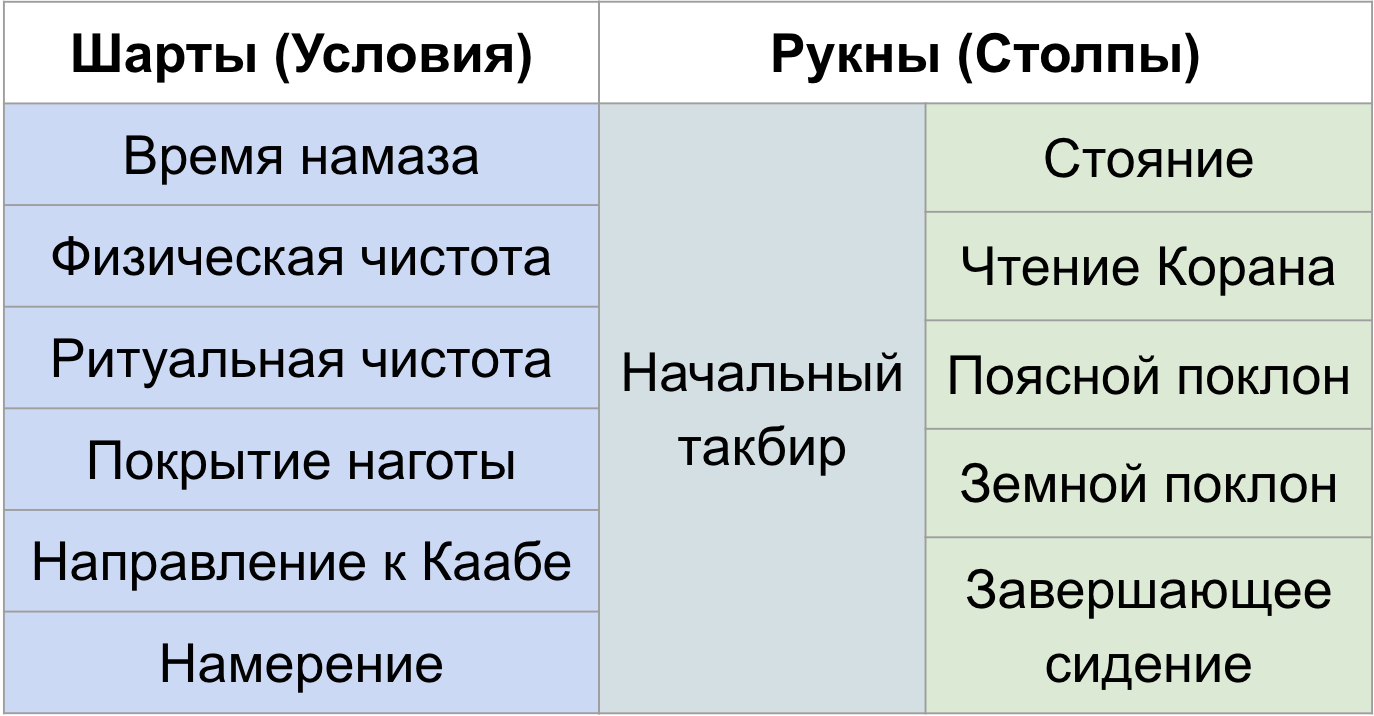 Шарты (Условия)
Рукны (Столпы)
Время намаза
Физическая чистота
Ритуальная чистота
Покрытие наготы
Направление к Каабе
Намерение
Начальный
такбир
Стояние
Чтение Корана
Поясной поклон
Земной поклон
Завершающее
сидение